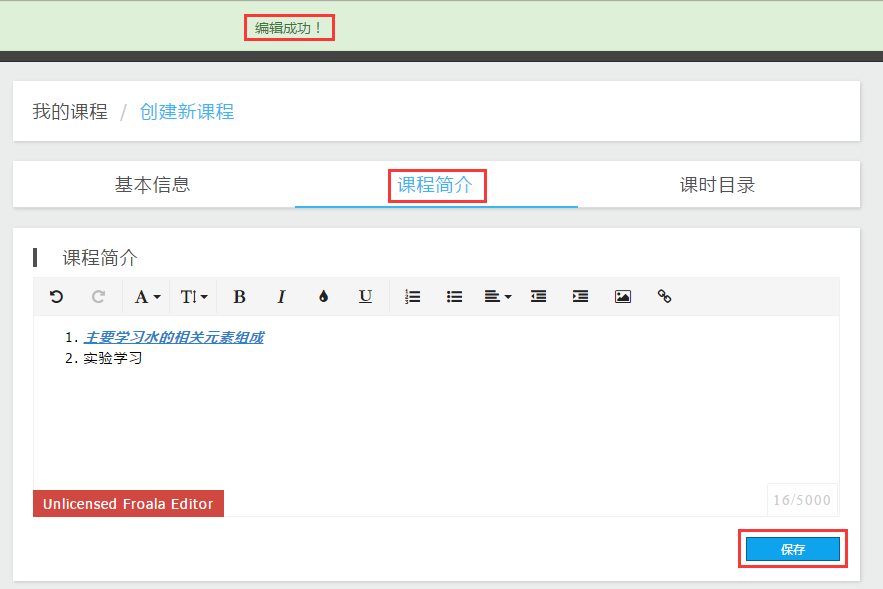 编辑成功！
我的课程 / 创建新课程
基本信息 课程简介 课时目录
课程简介
A T B I U
1. 主要学习水的相关元素组成
2. 实验学习
Unlicensed Froala Editor
16/5000
保存